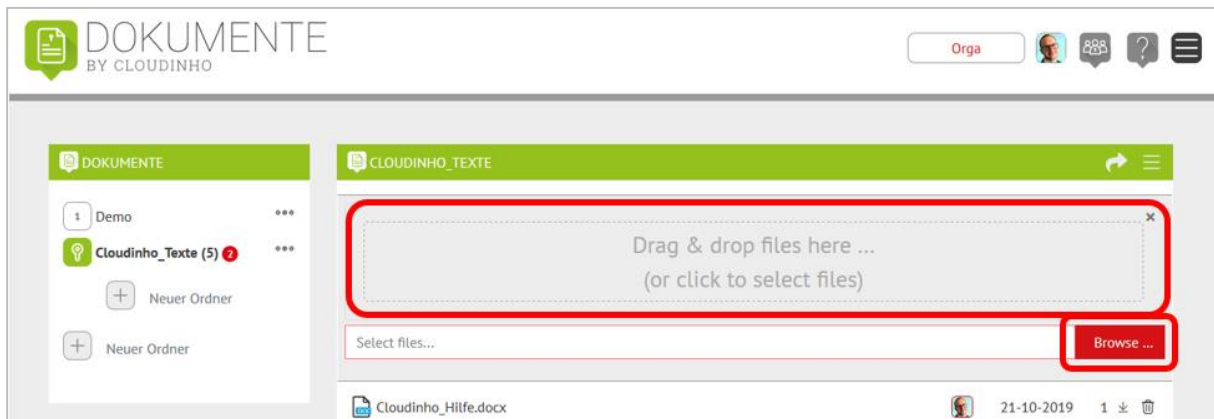 DOKUMENTE
BY CLOUDINHO
Orga
?
DOKUMENTE
1 Demo
Cloudinho_Texte (5) 2
+ Neuer Ordner
+ Neuer Ordner
CLOUDINHO_TEXTE
×
Drag & drop files here ...
(or click to select files)
Select files...
Browse ...
Cloudinho_Hilfe.docx 21-10-2019 1